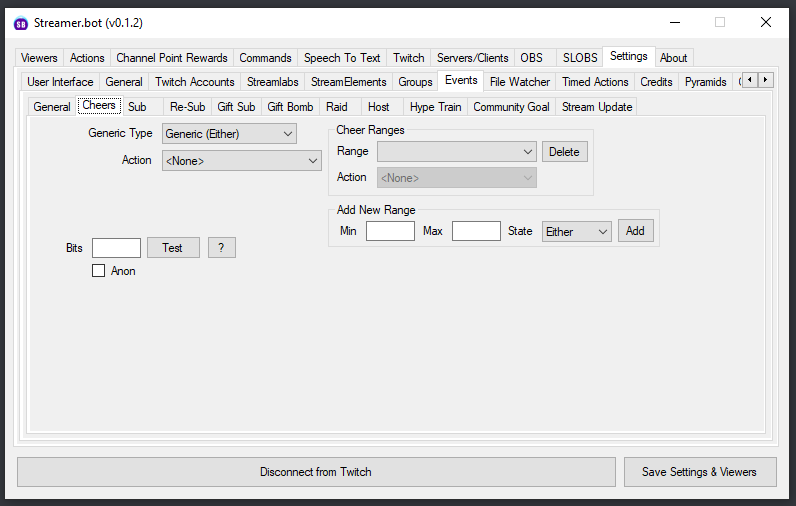 SB Streamer.bot (v0.1.2)
Viewers Actions Channel Point Rewards Commands Speech To Text Twitch Servers/Clients OBS SLOBS Settings About
User Interface General Twitch Accounts Streamlabs StreamElements Groups Events File Watcher Timed Actions Credits Pyramids
General Cheers Sub Re-Sub Gift Sub Gift Bomb Raid Host Hype Train Community Goal Stream Update
Generic Type Generic (Either)
Action <None>
Cheer Ranges
Range Delete
Action <None>
Add New Range
Min Max State Either Add
Bits Test ?
Anon
Disconnect from Twitch Save Settings & Viewers